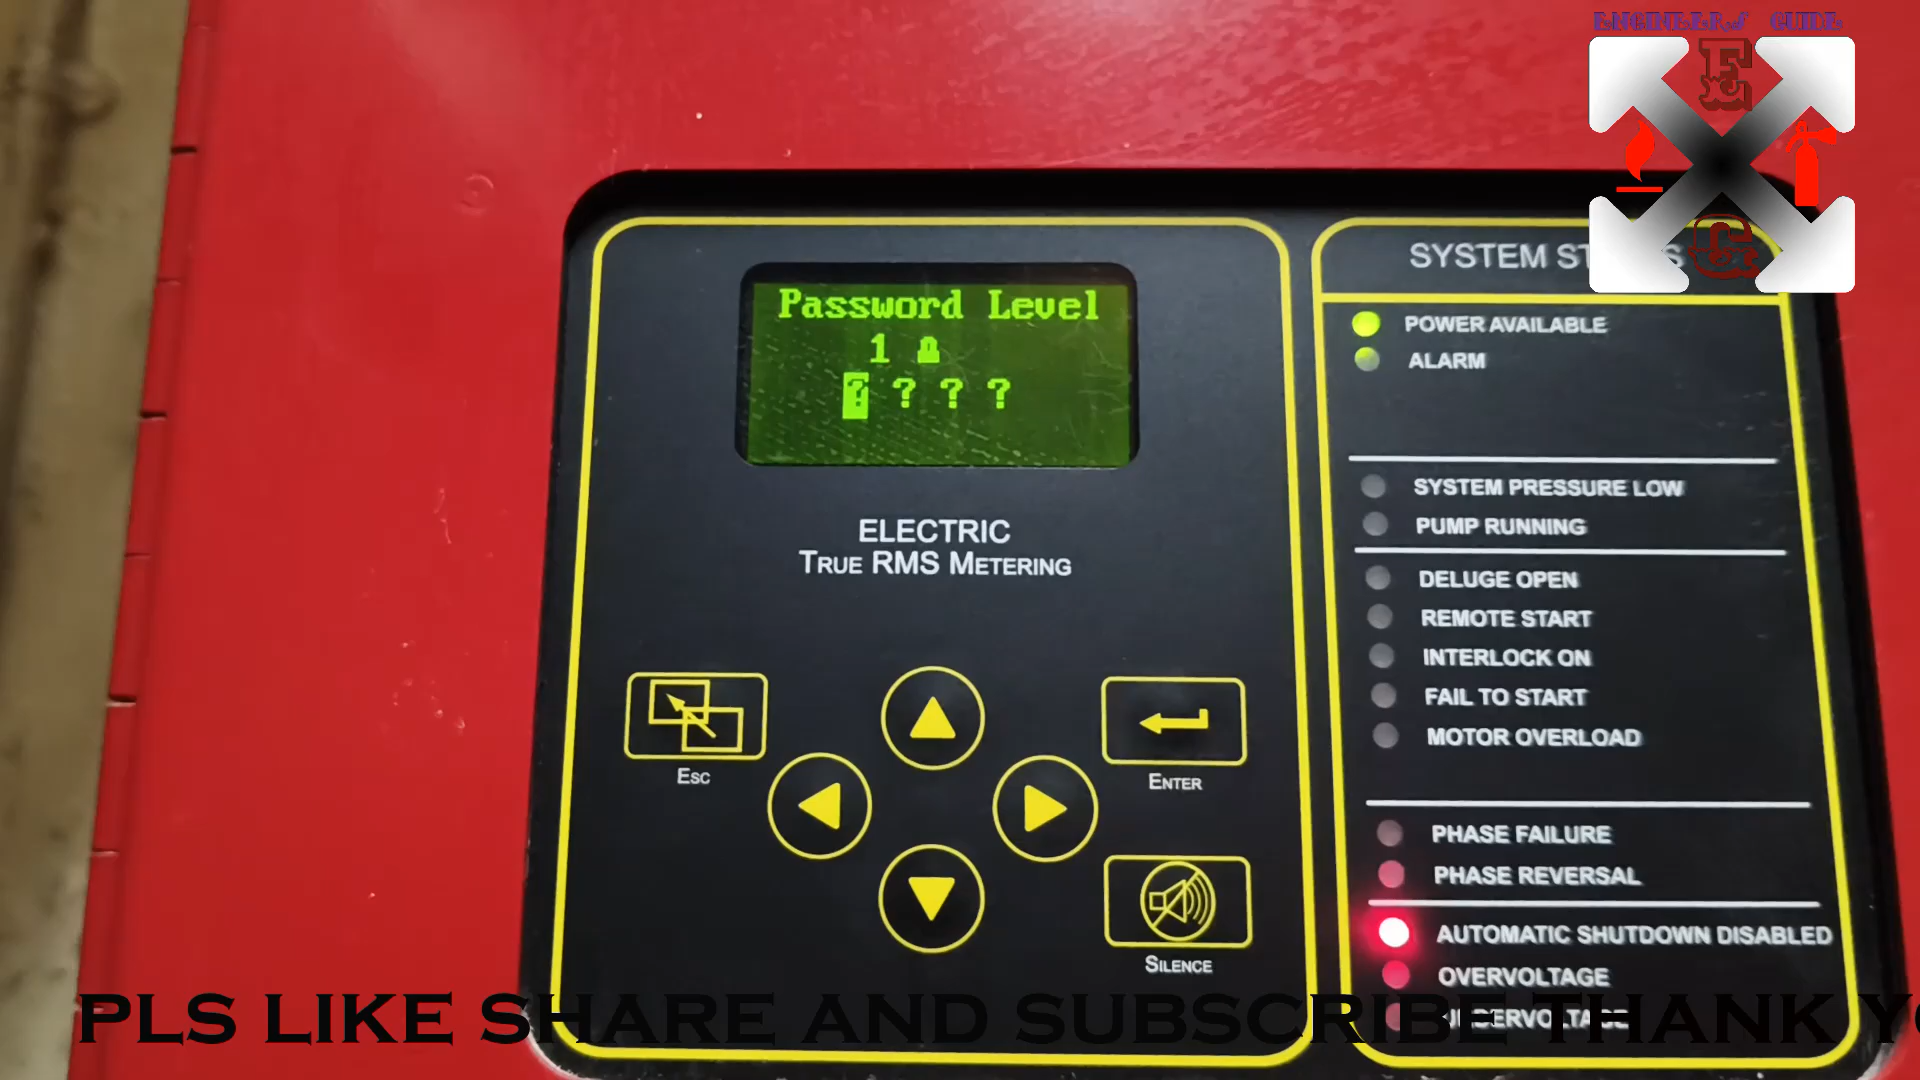 ENGINEERS GUIDE
E
G
Password Level
1
? ? ? ?
ELECTRIC
TRUE RMS METERING
ESC
ENTER
SILENCE
SYSTEM
POWER AVAILABLE
ALARM
SYSTEM PRESSURE LOW
PUMP RUNNING
DELUGE OPEN
REMOTE START
INTERLOCK ON
FAIL TO START
MOTOR OVERLOAD
PHASE FAILURE
PHASE REVERSAL
AUTOMATIC SHUTDOWN DISABLED
OVERVOLTAGE
UNDERVOLTAGE
PLS LIKE SHARE AND SUBSCRIBE THANK